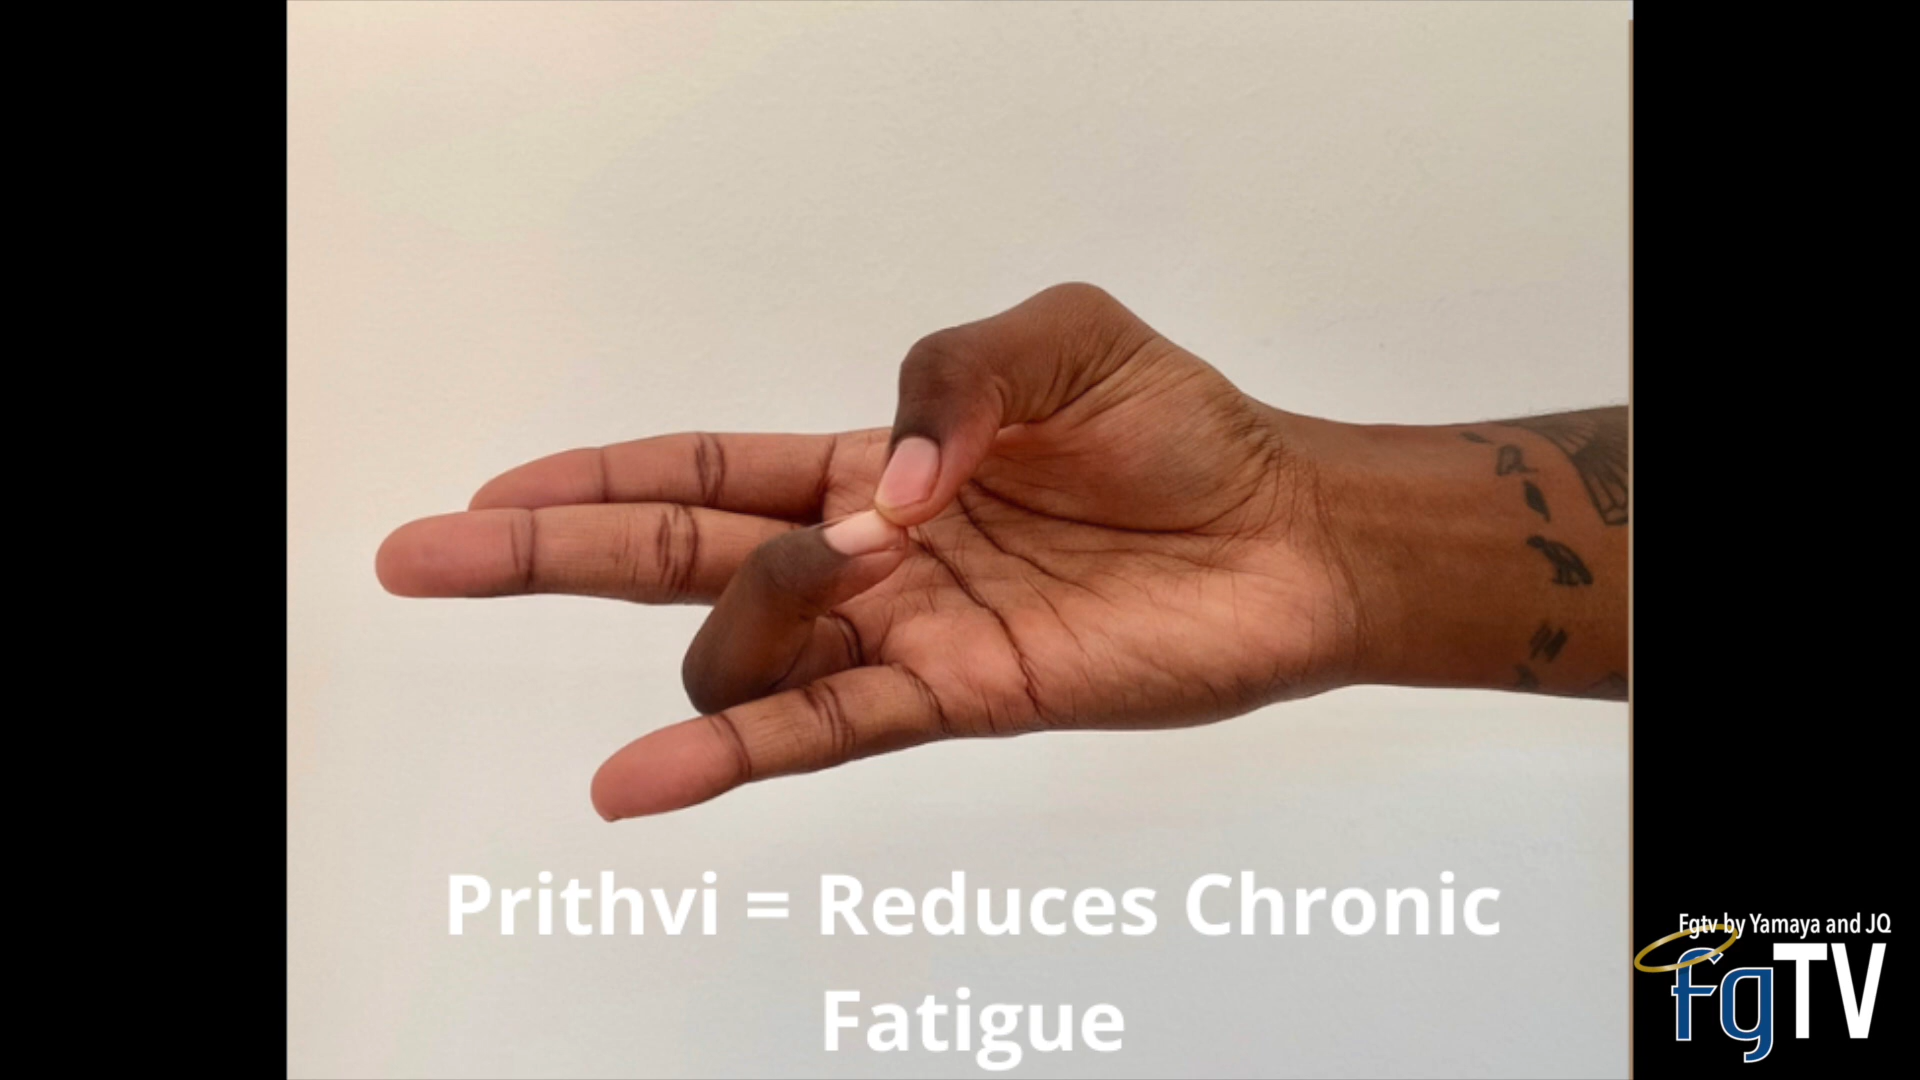 Prithvi = Reduces Chronic
Fatigue
Fgtv by Yamaya and JQ
fgTV